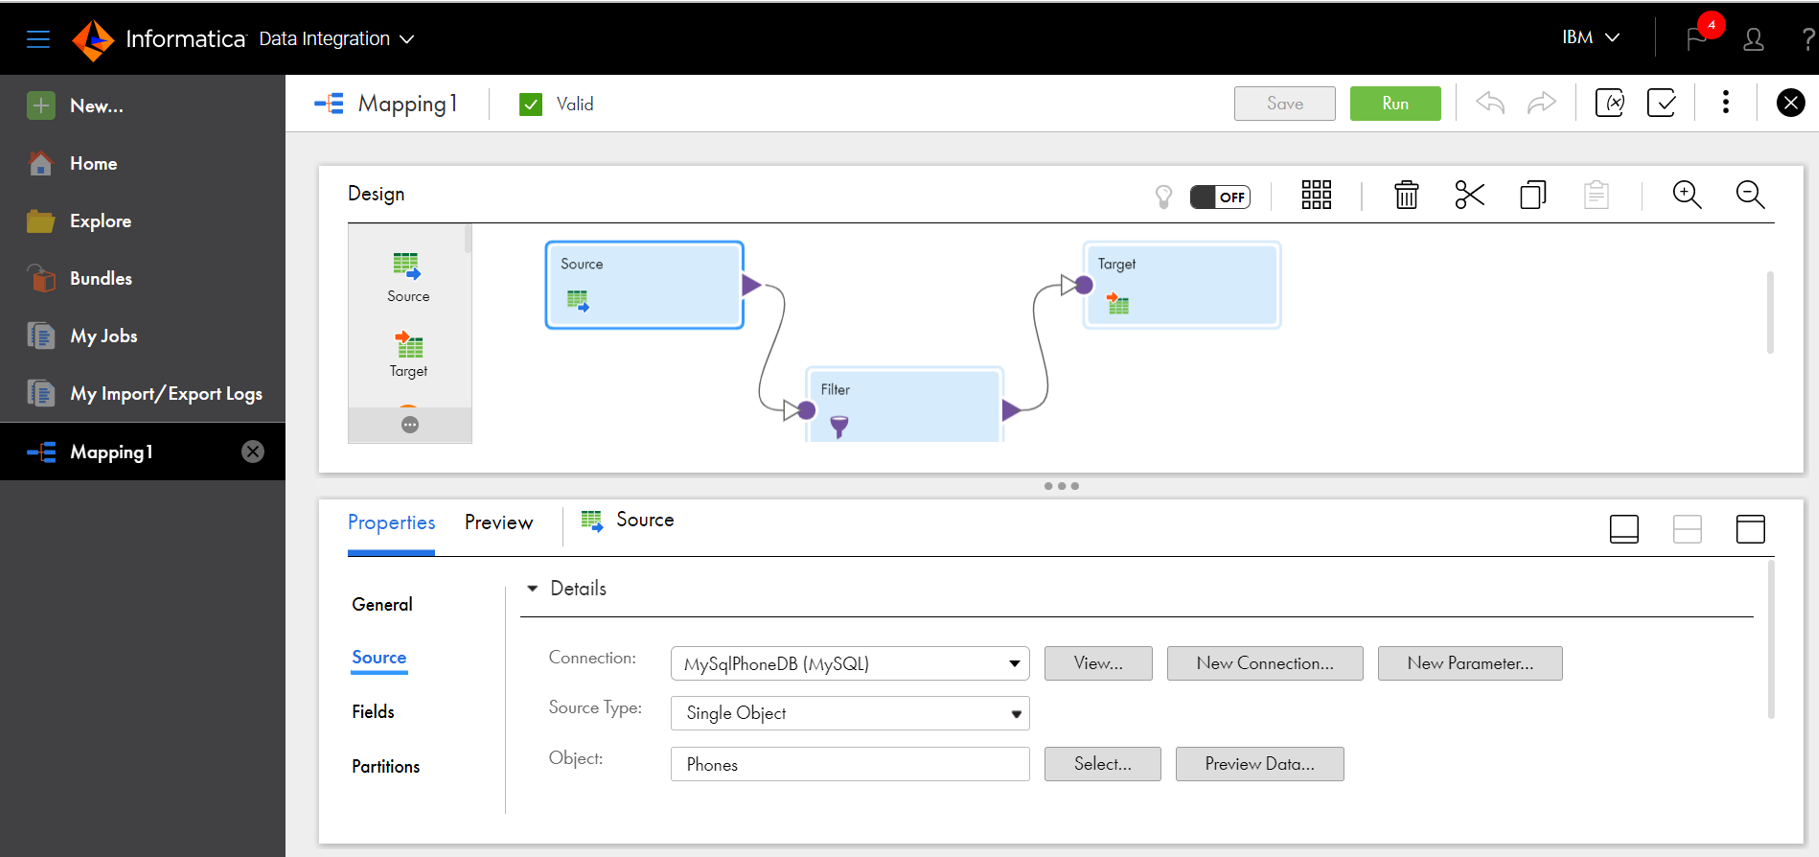 Informatica Data Integration
IBM
4
?
New...
Home
Explore
Bundles
My Jobs
My Import/Export Logs
Mapping1
Mapping1
Valid
Save
Run
(x)
Design
OFF
Source
Target
Source
Filter
Target
Properties
Preview
Source
General
Source
Fields
Partitions
Details
Connection:
MySqlPhoneDB (MySQL)
View...
New Connection...
New Parameter...
Source Type:
Single Object
Object:
Phones
Select...
Preview Data...